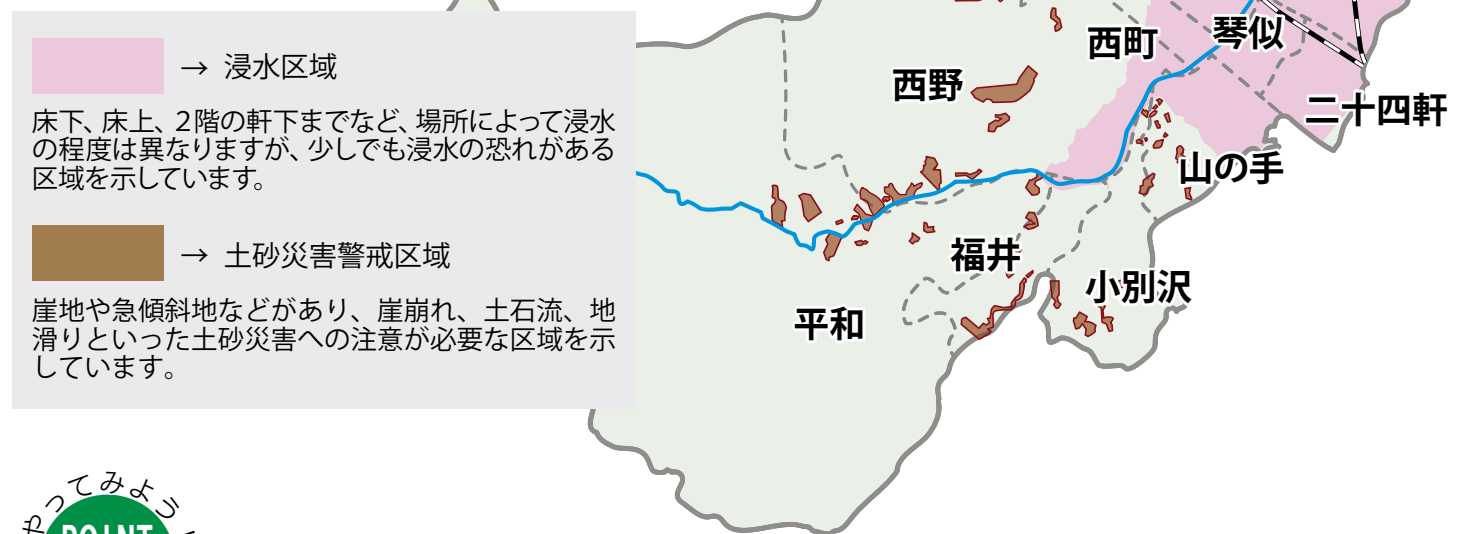 → 浸水区域
床下、床上、２階の軒下までなど、場所によって浸水
の程度は異なりますが、少しでも浸水の恐れがある
区域を示しています。
→ 土砂災害警戒区域
崖地や急傾斜地などがあり、崖崩れ、土石流、地
滑りといった土砂災害への注意が必要な区域を示
しています。
西町
琴似
西野
二十四軒
山の手
福井
小別沢
平和
やってみよう
POINT